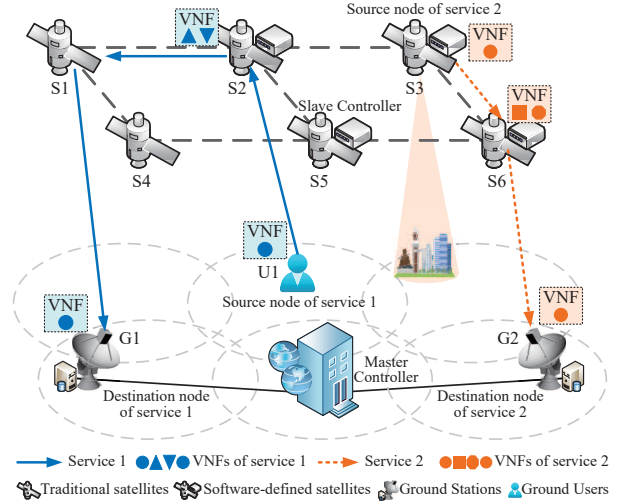 Source node of service 2
VNF
VNF
S1
S2
S3
VNF
Slave Controller
S4
S5
S6
VNF
U1
Source node of service 1
VNF
G1
VNF
G2
Master
Controller
Destination node
of service 1
Destination node
of service 2
Service 1
VNFs of service 1
Service 2
VNFs of service 2
Traditional satellites
Software-defined satellites
Ground Stations
Ground Users